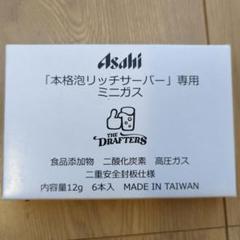 Asahi
「本格泡リッチサーバー」専用
ミニガス
THE
DRAFTERS
食品添加物 二酸化炭素 高圧ガス
二重安全封板仕様
内容量12g 6本入 MADE IN TAIWAN